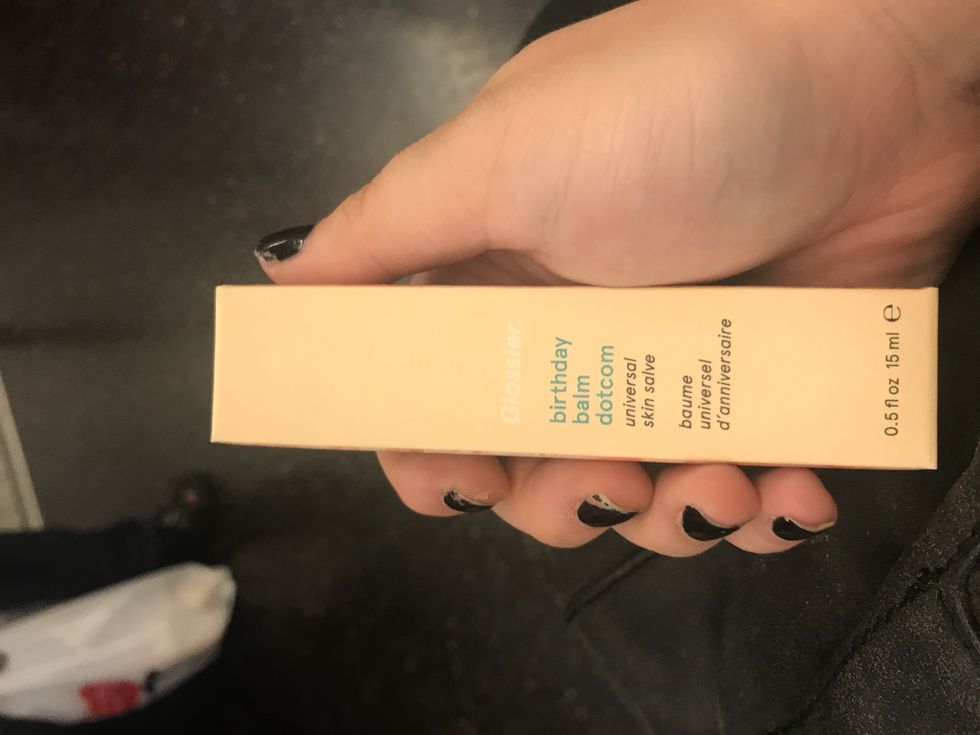 Glossier.
birthday
balm
dotcom
universal
skin salve
baume
universel
d'anniversaire
0.5 fl oz 15 ml ℮